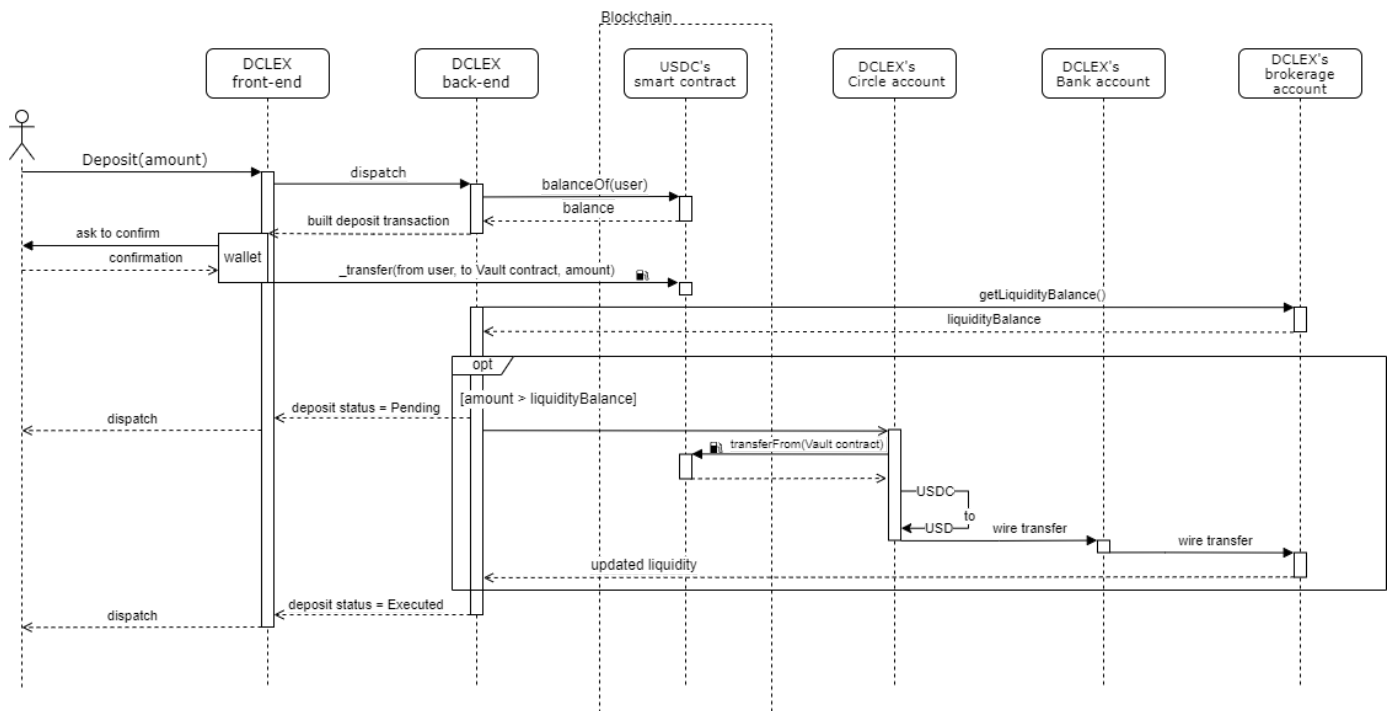 Blockchain
DCLEX
front-end
DCLEX
back-end
USDC's
smart contract
DCLEX's
Circle account
DCLEX's
Bank account
DCLEX's
brokerage
account
Deposit(amount)
dispatch
balanceOf(user)
balance
built deposit transaction
ask to confirm
confirmation
wallet
_transfer(from user, to Vault contract, amount)
getLiquidityBalance()
liquidityBalance
opt
[amount > liquidityBalance]
deposit status = Pending
dispatch
transferFrom(Vault contract)
USDC
to
USD
wire transfer
wire transfer
updated liquidity
deposit status = Executed
dispatch